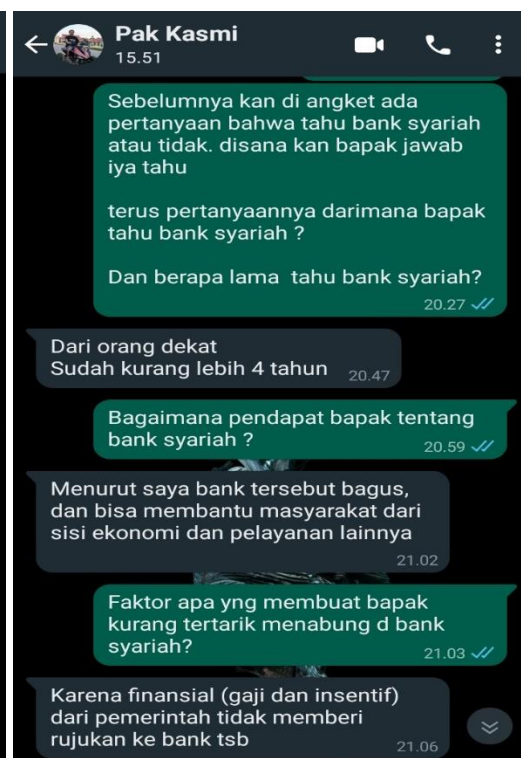 Pak Kasmi
15.51
Sebelumnya kan di angket ada
pertanyaan bahwa tahu bank syariah
atau tidak. disana kan bapak jawab
iya tahu
terus pertanyaannya darimana bapak
tahu bank syariah ?
Dan berapa lama  tahu bank syariah?
20.27
Dari orang dekat
Sudah kurang lebih 4 tahun
20.47
Bagaimana pendapat bapak tentang
bank syariah ?
20.59
Menurut saya bank tersebut bagus,
dan bisa membantu masyarakat dari
sisi ekonomi dan pelayanan lainnya
21.02
Faktor apa yng membuat bapak
kurang tertarik menabung d bank
syariah?
21.03
Karena finansial (gaji dan insentif)
dari pemerintah tidak memberi
rujukan ke bank tsb
21.06